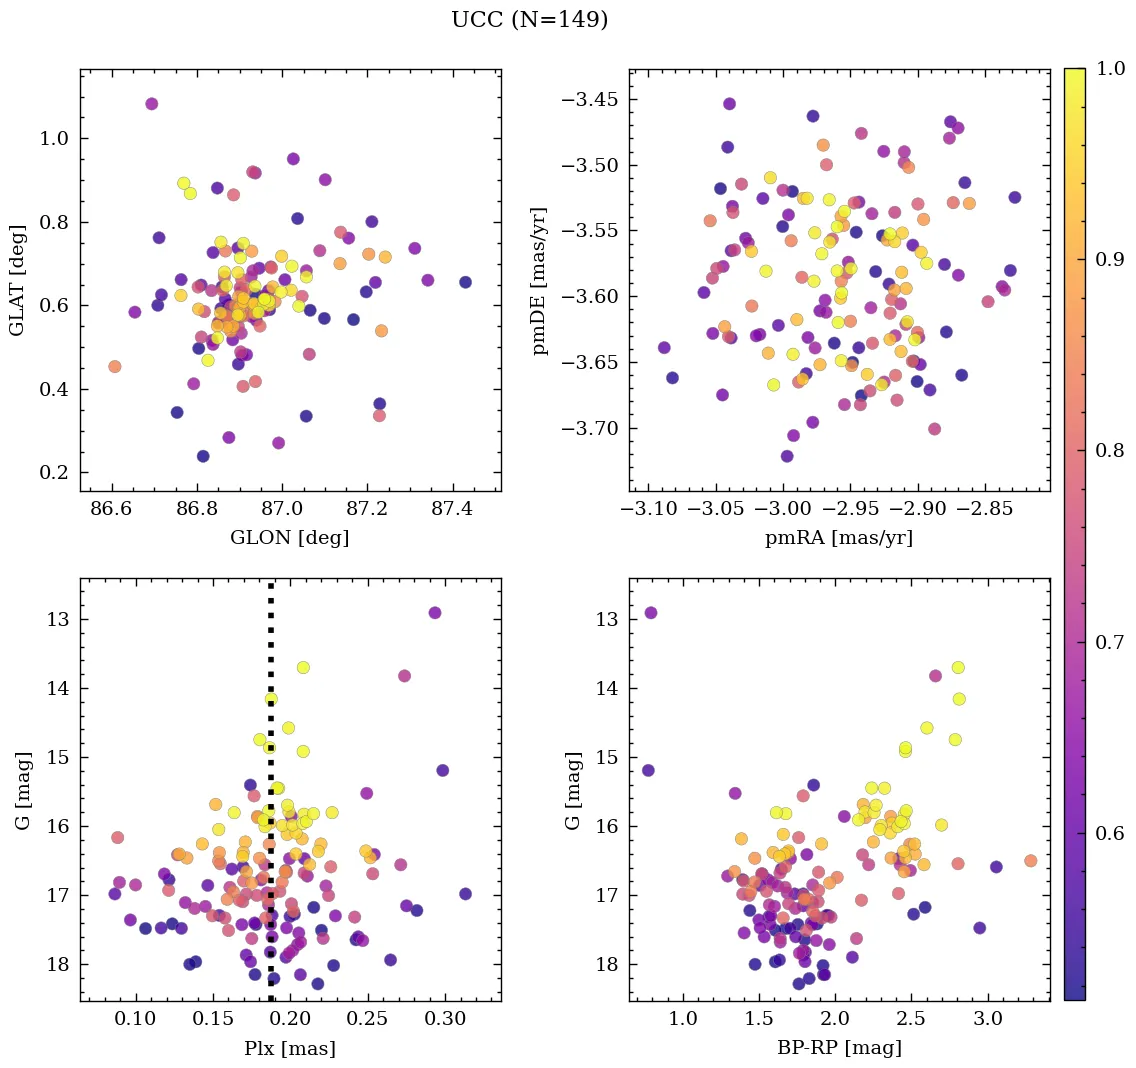 UCC (N=149)
1.0
0.8
0.6
0.4
0.2
GLAT [deg]
86.6 86.8 87.0 87.2 87.4
GLON [deg]
−3.45
−3.50
−3.55
−3.60
−3.65
−3.70
pmDE [mas/yr]
−3.10 −3.05 −3.00 −2.95 −2.90 −2.85
pmRA [mas/yr]
1.0
0.9
0.8
0.7
0.6
13
14
15
16
17
18
G [mag]
0.10 0.15 0.20 0.25 0.30
Plx [mas]
13
14
15
16
17
18
G [mag]
1.0 1.5 2.0 2.5 3.0
BP-RP [mag]